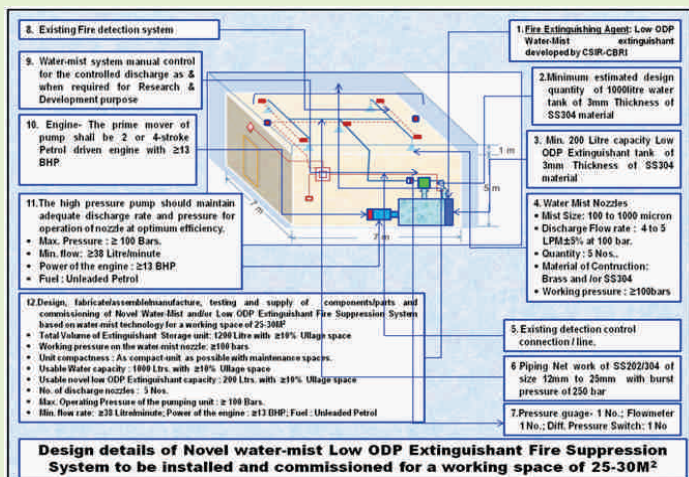 8. Existing Fire detection system
9. Water-mist system manual control
for the controlled discharge as &
when required for Research &
Development purpose
10. Engine- The prime mover of
pump shall be 2 or 4-stroke
Petrol driven engine with ≥13
BHP
11.The high pressure pump should maintain
adequate discharge rate and pressure for
operation of nozzle at optimum efficiency.
• Max. Pressure : ≥ 100 Bars.
• Min. flow: ≥38 Litre/minute
• Power of the engine : ≥13 BHP
• Fuel : Unleaded Petrol
12.Design, fabricate/assemble/manufacture, testing and supply of components/parts and
commissioning of Novel Water-Mist and/or Low ODP Extinguishant Fire Suppression System
based on water-mist technology for a working space of 25-30M²
• Total Volume of Extinguishant Storage unit: 1200 Litre with ≥10% Ullage space
• Working pressure on the water-mist nozzle: ≥100 bars
• Unit compactness : As compact-unit as possible with maintenance spaces.
• Usable Water capacity : 1000 Ltrs. with ≥10% Ullage space
• Usable novel low ODP Extinguishant capacity : 200 Ltrs. with ≥10% Ullage space
• No. of discharge nozzles : 5 Nos.
• Max. Operating Pressure of the pumping unit : ≥ 100 Bars.
• Min. flow rate: ≥38 Litre/minute; Power of the engine : ≥13 BHP; Fuel : Unleaded Petrol
1 m
5 m
7 m
7 m
1. Fire Extinguishing Agent: Low ODP
Water-Mist extinguishant
developed by CSIR-CBRI
2.Minimum estimated design
quantity of 1000litre water
tank of 3mm Thickness of
SS304 material
3. Min. 200 Litre capacity Low
ODP Extinguishant tank of
3mm Thickness of SS304
material
4. Water Mist Nozzles
• Mist Size: 100 to 1000 micron
• Discharge Flow rate : 4 to 5
LPM±5% at 100 bar.
• Quantity : 5 Nos..
• Material of Contruction:
Brass and /or SS304
• Working pressure : ≥100bars
5. Existing detection control
connection / line.
6 Piping Net work of SS202/304 of
size 12mm to 25mm with burst
pressure of 250 bar
7.Pressure guage- 1 No.; Flowmeter
1 No.; Diff. Pressure Switch: 1 No
Design details of Novel water-mist Low ODP Extinguishant Fire Suppression
System to be installed and commissioned for a working space of 25-30M²